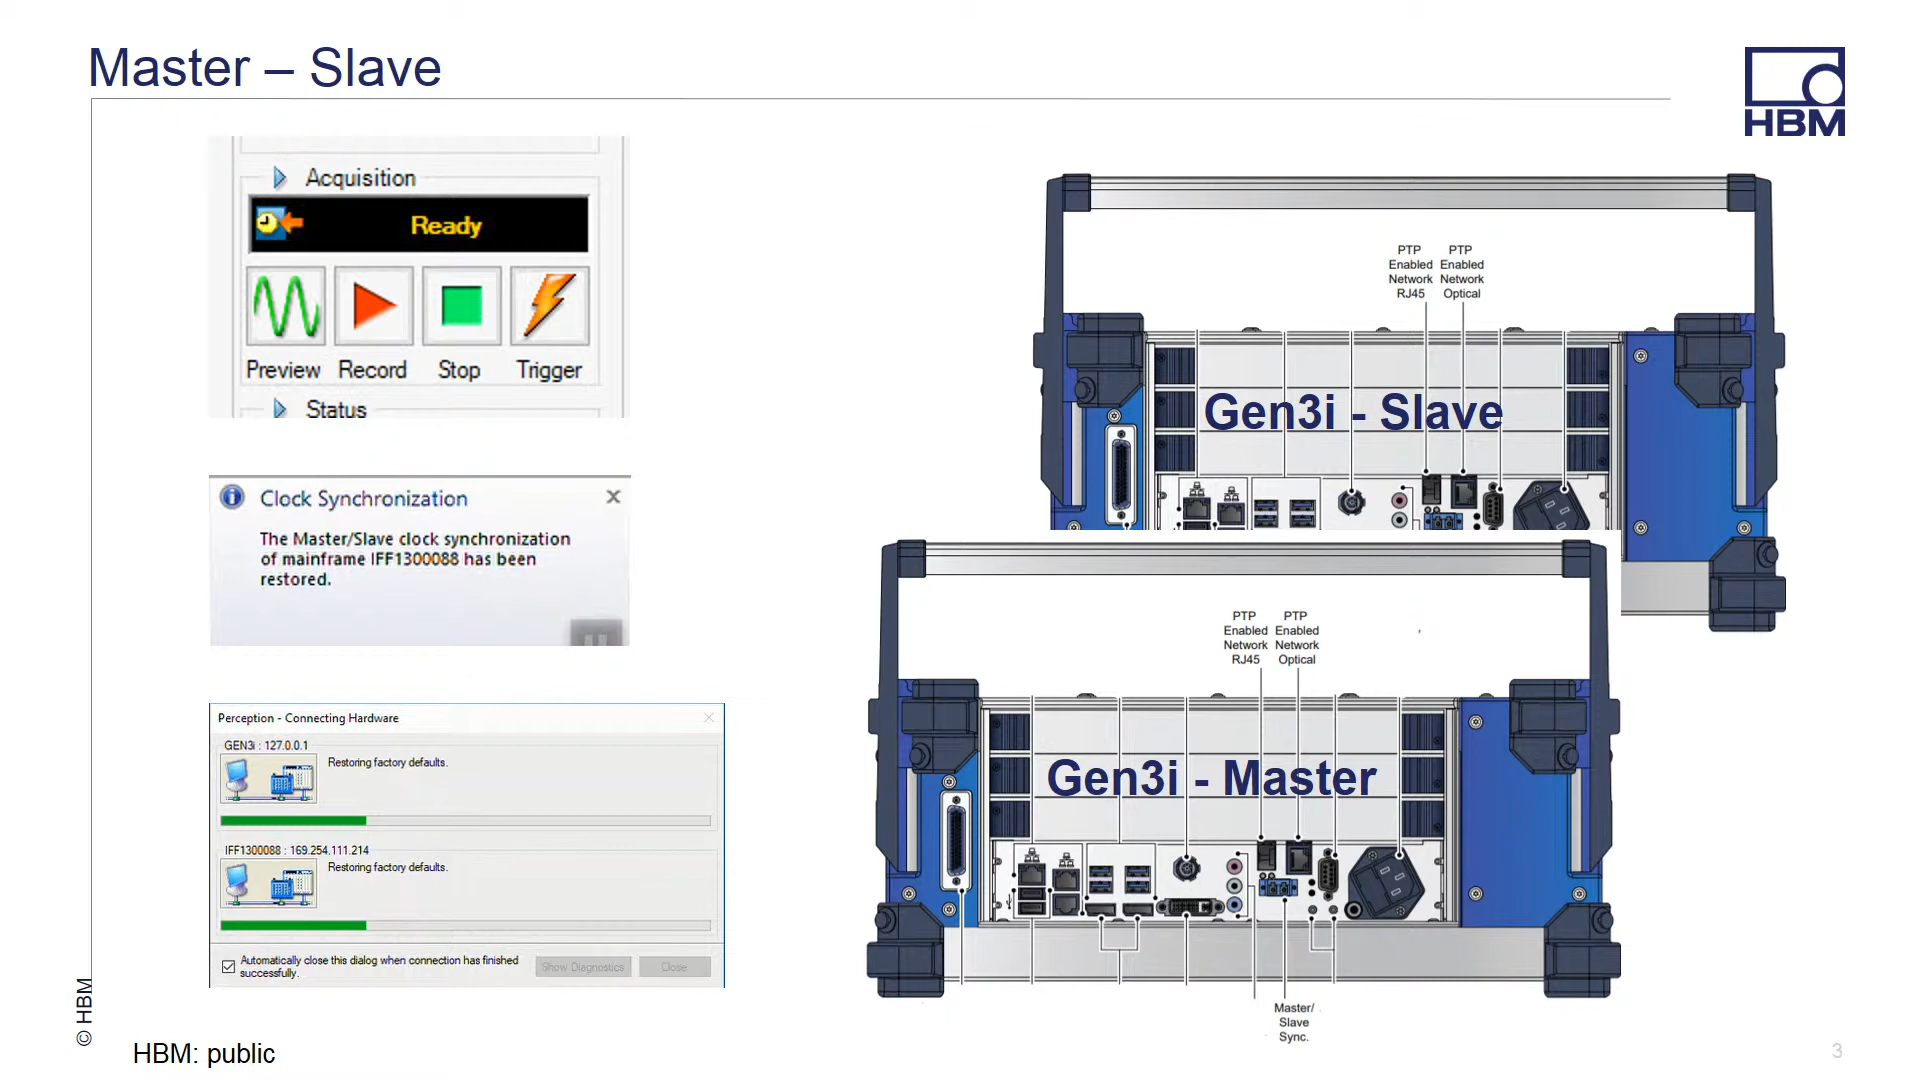 Master – Slave
HBM
Acquisition
Ready
Preview Record Stop Trigger
Status
Clock Synchronization
The Master/Slave clock synchronization
of mainframe IFF1300088 has been
restored.
Perception - Connecting Hardware
GEN3i : 127.0.0.1
Restoring factory defaults.
IFF1300088 : 169.254.111.214
Restoring factory defaults.
Automatically close this dialog when connection has finished
successfully.
Show Diagnostics
Close
PTP
Enabled
Network
RJ45
PTP
Enabled
Network
Optical
Gen3i - Slave
PTP
Enabled
Network
RJ45
PTP
Enabled
Network
Optical
Gen3i - Master
Master/
Slave
Sync.
© HBM
HBM: public
3